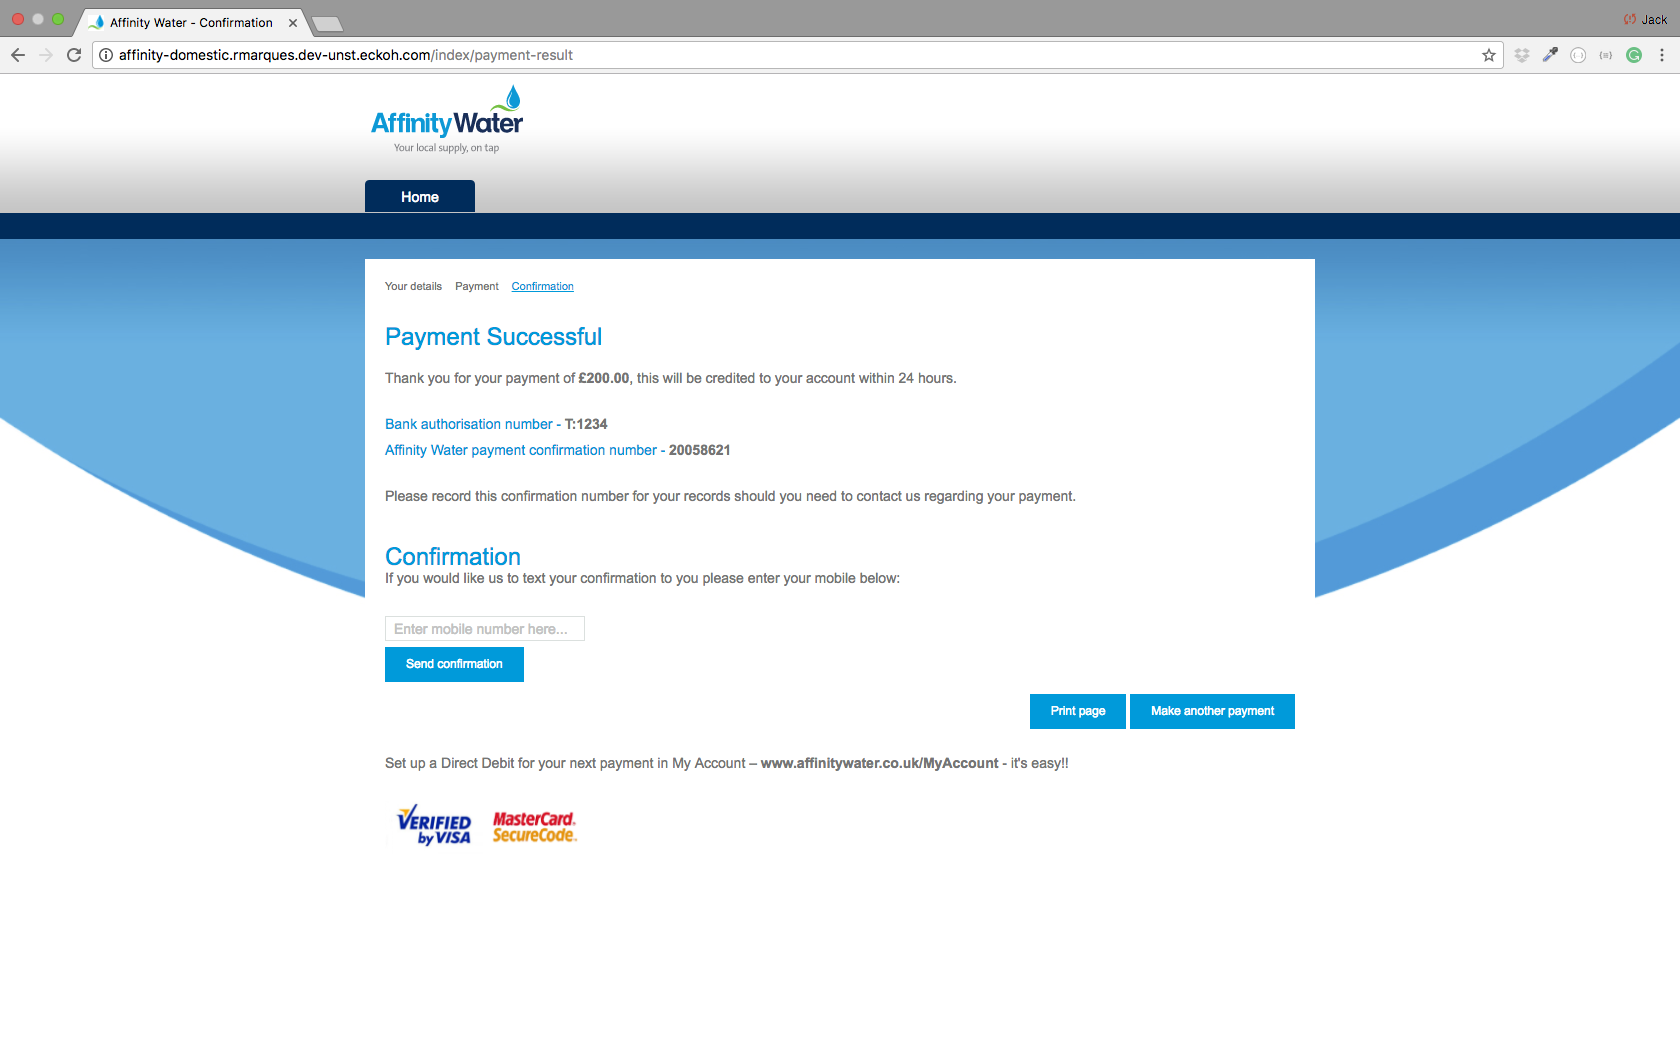 Affinity Water - Confirmation
Jack
affinity-domestic.rmarques.dev-unst.eckoh.com/index/payment-result
AffinityWater
Your local supply, on tap
Home
Your details Payment Confirmation
Payment Successful
Thank you for your payment of £200.00, this will be credited to your account within 24 hours.
Bank authorisation number - T:1234
Affinity Water payment confirmation number - 20058621
Please record this confirmation number for your records should you need to contact us regarding your payment.
Confirmation
If you would like us to text your confirmation to you please enter your mobile below:
Enter mobile number here...
Send confirmation
Print page Make another payment
Set up a Direct Debit for your next payment in My Account – www.affinitywater.co.uk/MyAccount - it's easy!!
VERIFIED by VISA
MasterCard. SecureCode.